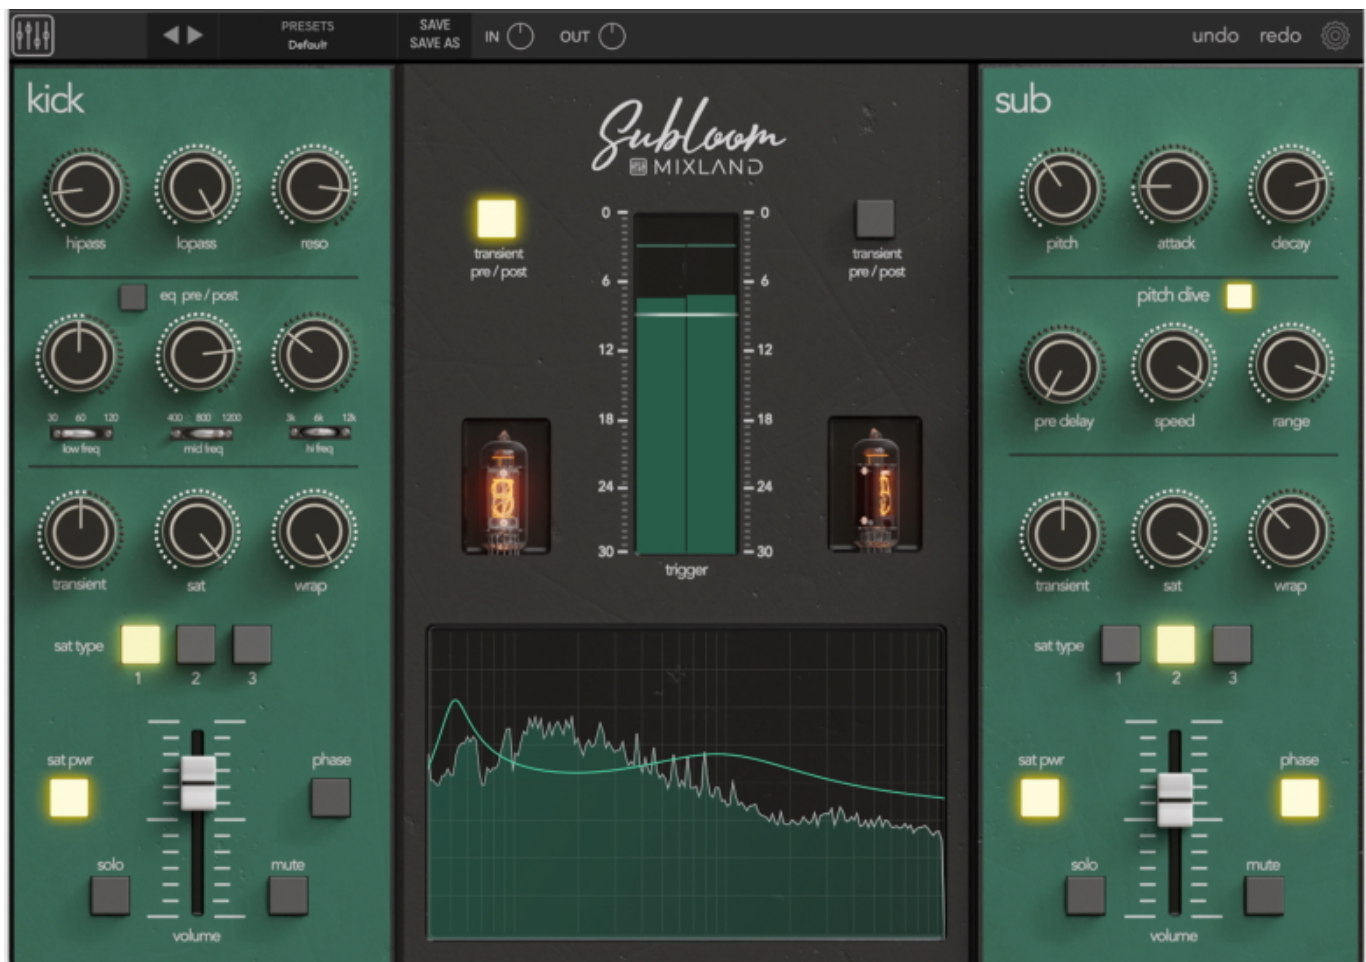 PRESETS
Default
SAVE
SAVE AS
IN
OUT
undo
redo
kick
hipass
lopass
reso
eq pre / post
30 60 120
400 800 1200
3k 6k 12k
low freq
mid freq
hi freq
transient
sat
wrap
sat type
1
2
3
sat pwr
phase
solo
mute
volume
Subloom
MIXLAND
transient
pre / post
transient
pre / post
0 0
6 6
12 12
18 18
24 24
30 30
trigger
8
sub
pitch
attack
decay
pitch dive
pre delay
speed
range
transient
sat
wrap
sat type
1
2
3
sat pwr
phase
solo
mute
volume